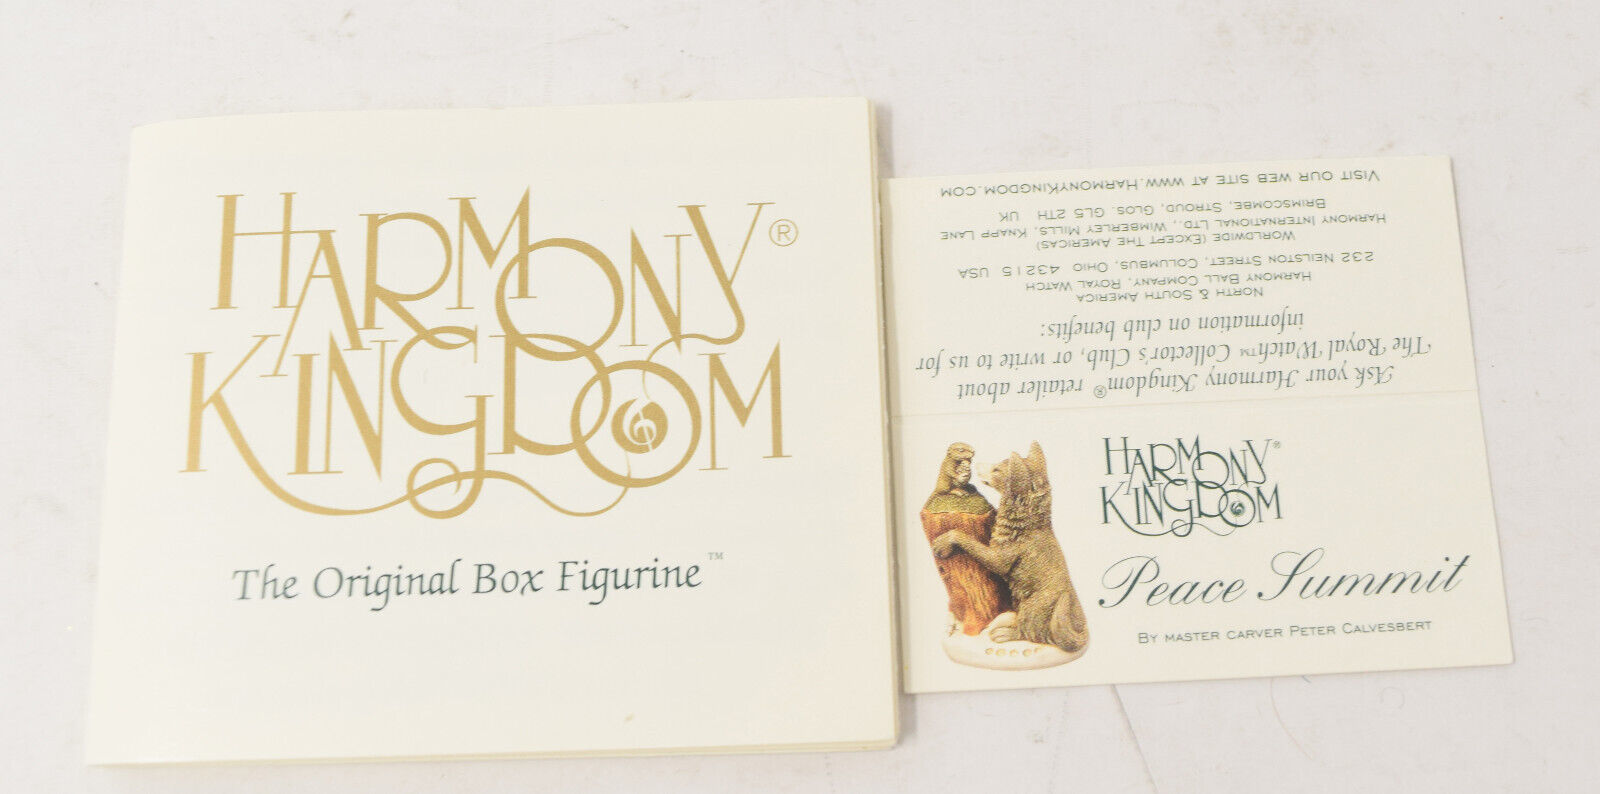 HARMONY®
KINGDOM
The Original Box Figurine™
Ask your Harmony Kingdom® retailer about
The Royal Watch™ Collector's Club, or write to us for
information on club benefits:
NORTH & SOUTH AMERICA
HARMONY BALL COMPANY, ROYAL WATCH
232 NEILSTON STREET, COLUMBUS, OHIO 43215 USA
WORLDWIDE (EXCEPT THE AMERICAS)
HARMONY INTERNATIONAL LTD., WIMBERLEY MILLS, KNAPP LANE
BRIMSCOMBE, STROUD, GLOS. GL5 2TH UK
VISIT OUR WEB SITE AT WWW.HARMONYKINGDOM.COM
HARMONY®
KINGDOM
Peace Summit
BY MASTER CARVER PETER CALVESBERT